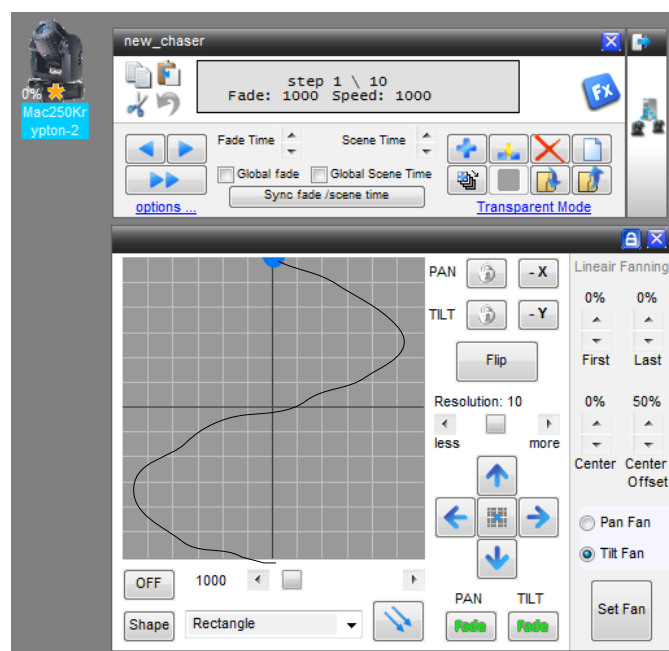 new_chaser
step 1 \ 10
Fade: 1000 Speed: 1000
Fx
0%
Mac250Kr
ypton-2
Fade Time
Scene Time
Global fade
Global Scene Time
Sync fade /scene time
options ...
Transparent Mode
PAN
- X
TILT
- Y
Flip
Resolution: 10
less
more
Lineair Fanning
0%
0%
First
Last
0%
50%
Center
Center
Offset
Pan Fan
Tilt Fan
Set Fan
OFF
1000
Shape
Rectangle
PAN
TILT
Fade
Fade